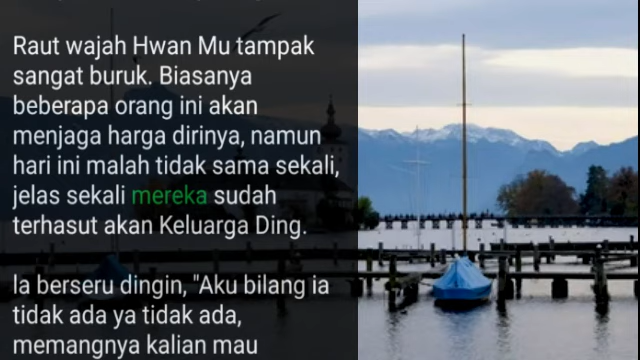 Raut wajah Hwan Mu tampak
sangat buruk. Biasanya
beberapa orang ini akan
menjaga harga dirinya, namun
hari ini malah tidak sama sekali,
jelas sekali mereka sudah
terhasut akan Keluarga Ding.
Ia berseru dingin, "Aku bilang ia
tidak ada ya tidak ada,
memangnya kalian mau